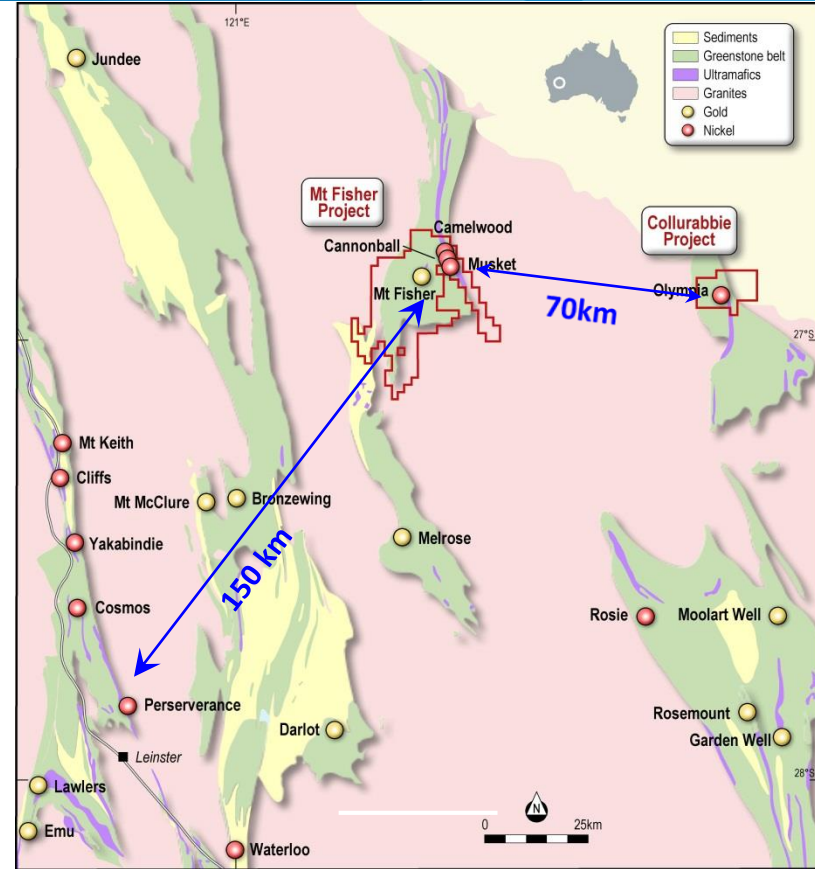 121°E
Jundee
Sediments
Greenstone belt
Ultramafics
Granites
Gold
Nickel
Mt Fisher
Project
Camelwood
Cannonball
Musket
Collurabbie
Project
Mt Fisher
Olympia
70km
27°S
Mt Keith
Cliffs
Mt McClure
Bronzewing
Yakabindie
Melrose
150 km
Cosmos
Rosie
Moolart Well
Perserverance
Rosemount
Darlot
Garden Well
Leinster
28°S
Lawlers
N
0
25km
Emu
Waterloo